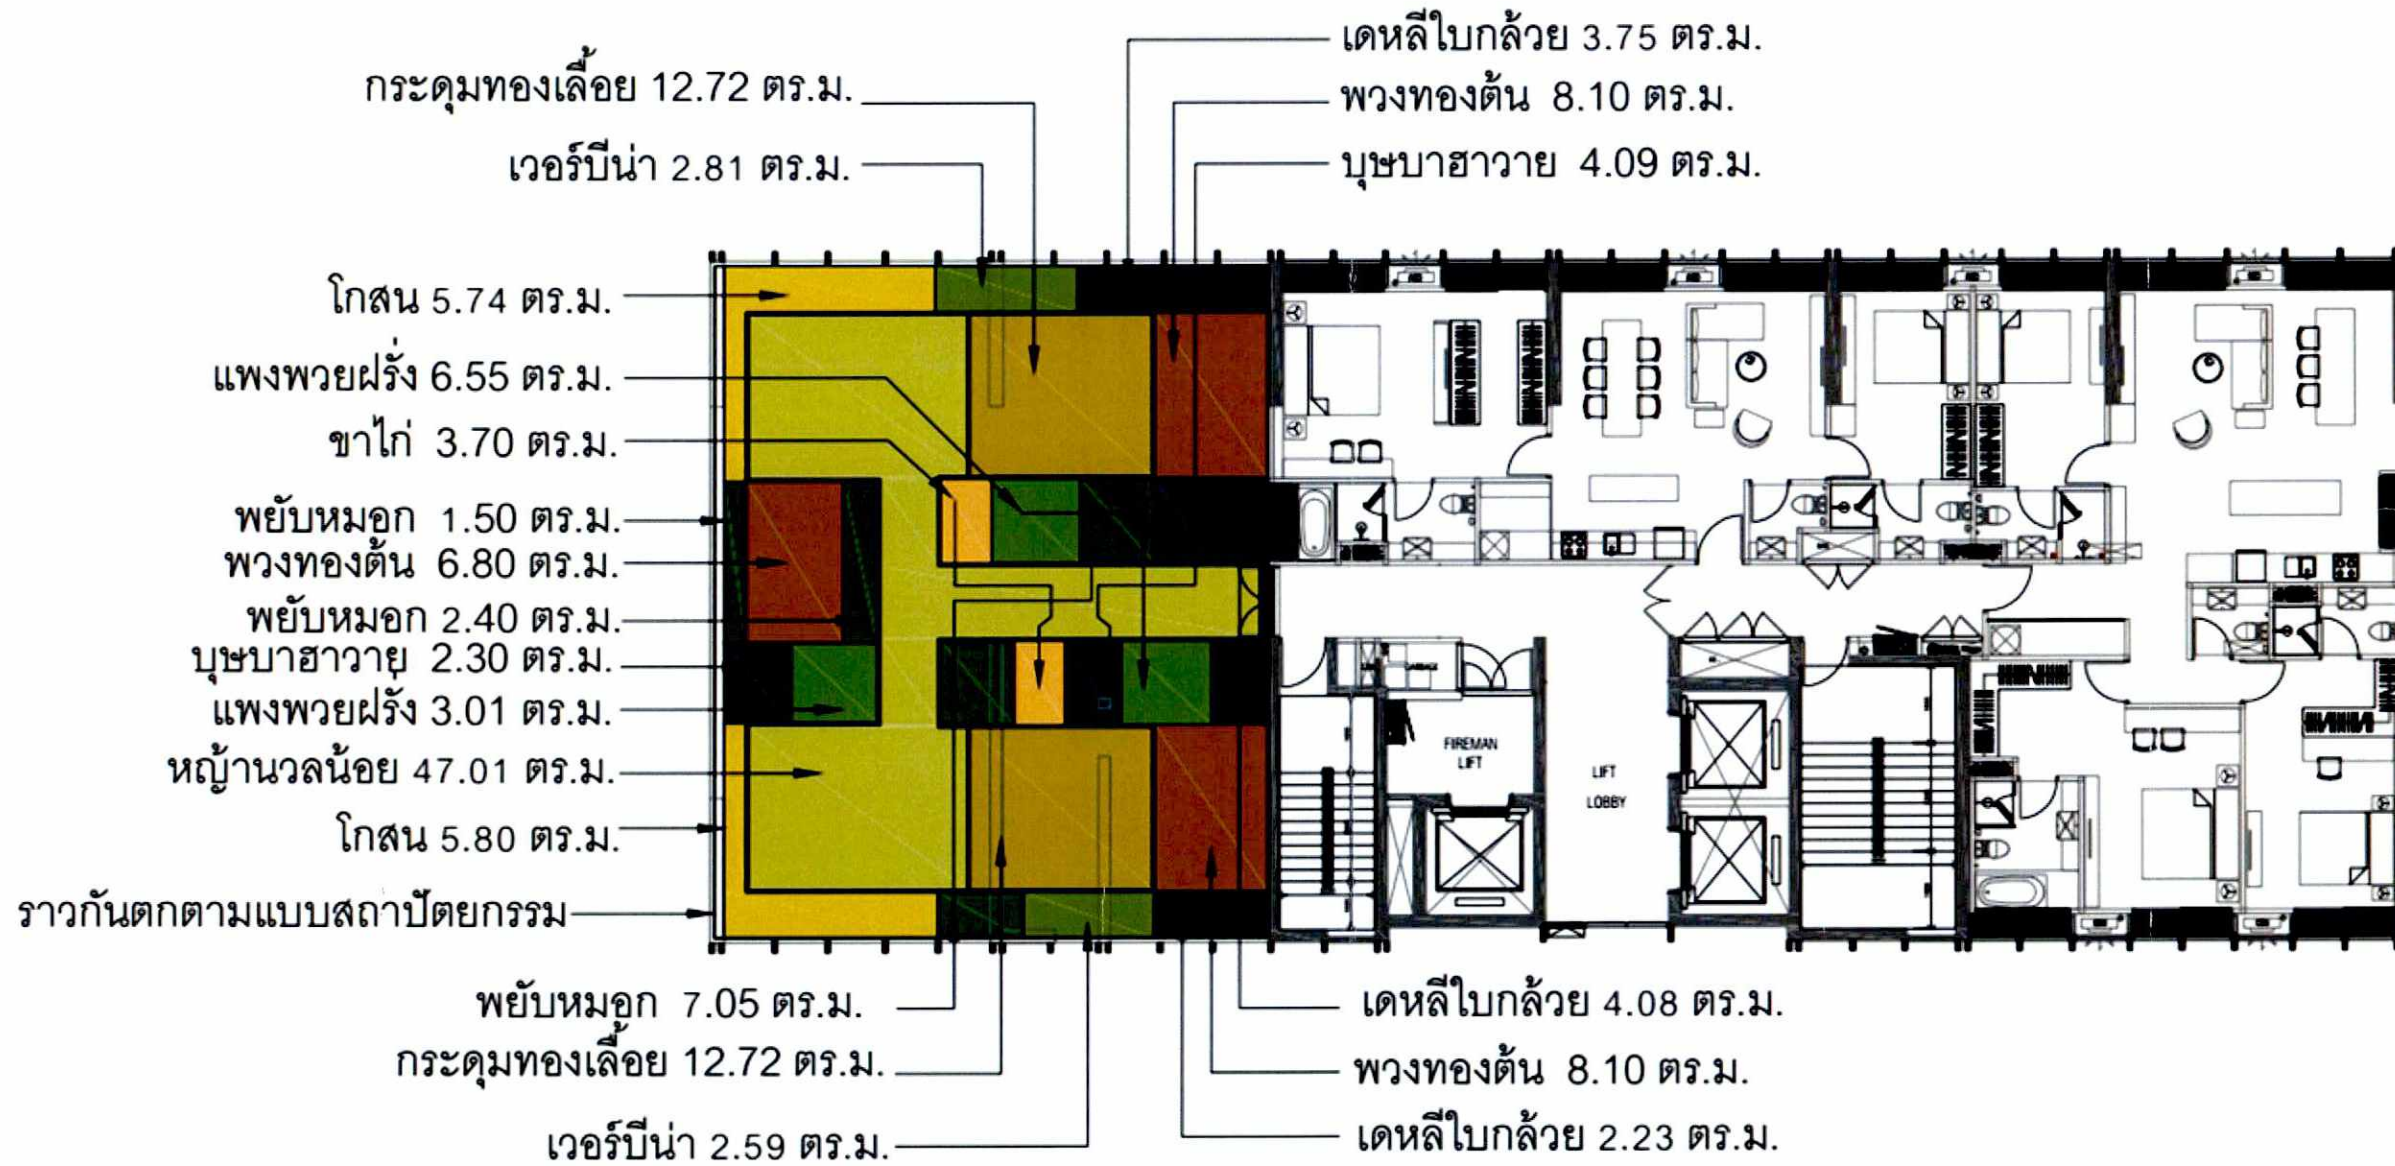 เดหลีใบกล้วย 3.75 ตร.ม.
กระดุมทองเลื้อย 12.72 ตร.ม.
พวงทองต้น 8.10 ตร.ม.
เวอร์บีน่า 2.81 ตร.ม.
บุษบาฮาวาย 4.09 ตร.ม.
โกสน 5.74 ตร.ม.
แพงพวยฝรั่ง 6.55 ตร.ม.
ขาไก่ 3.70 ตร.ม.
พยับหมอก 1.50 ตร.ม.
พวงทองต้น 6.80 ตร.ม.
พยับหมอก 2.40 ตร.ม.
บุษบาฮาวาย 2.30 ตร.ม.
แพงพวยฝรั่ง 3.01 ตร.ม.
หญ้านวลน้อย 47.01 ตร.ม.
โกสน 5.80 ตร.ม.
ราวกันตกตามแบบสถาปัตยกรรม
FIREMAN
LIFT
LIFT
LOBBY
พยับหมอก 7.05 ตร.ม.
เดหลีใบกล้วย 4.08 ตร.ม.
กระดุมทองเลื้อย 12.72 ตร.ม.
พวงทองต้น 8.10 ตร.ม.
เวอร์บีน่า 2.59 ตร.ม.
เดหลีใบกล้วย 2.23 ตร.ม.